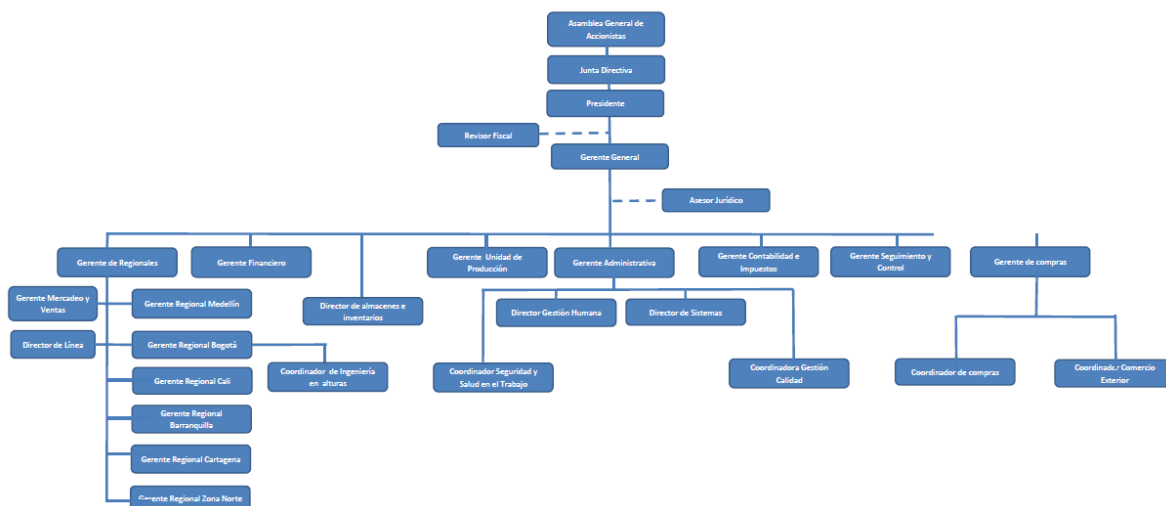 Asamblea General de
Accionistas
Junta Directiva
Presidente
Revisor Fiscal
Gerente General
Asesor Jurídico
Gerente de Regionales
Gerente Financiero
Gerente Unidad de
Producción
Gerente Administrativa
Gerente Contabilidad e
Impuestos
Gerente Seguimiento y
Control
Gerente de compras
Gerente Mercadeo y
Ventas
Gerente Regional Medellín
Director de almacenes e
inventarios
Director Gestión Humana
Director de Sistemas
Director de Línea
Gerente Regional Bogotá
Coordinador de Ingeniería
en alturas
Coordinador Seguridad y
Salud en el Trabajo
Coordinadora Gestión
Calidad
Coordinador de compras
Coordinador Comercio
Exterior
Gerente Regional Cali
Gerente Regional
Barranquilla
Gerente Regional Cartagena
Gerente Regional Zona Norte